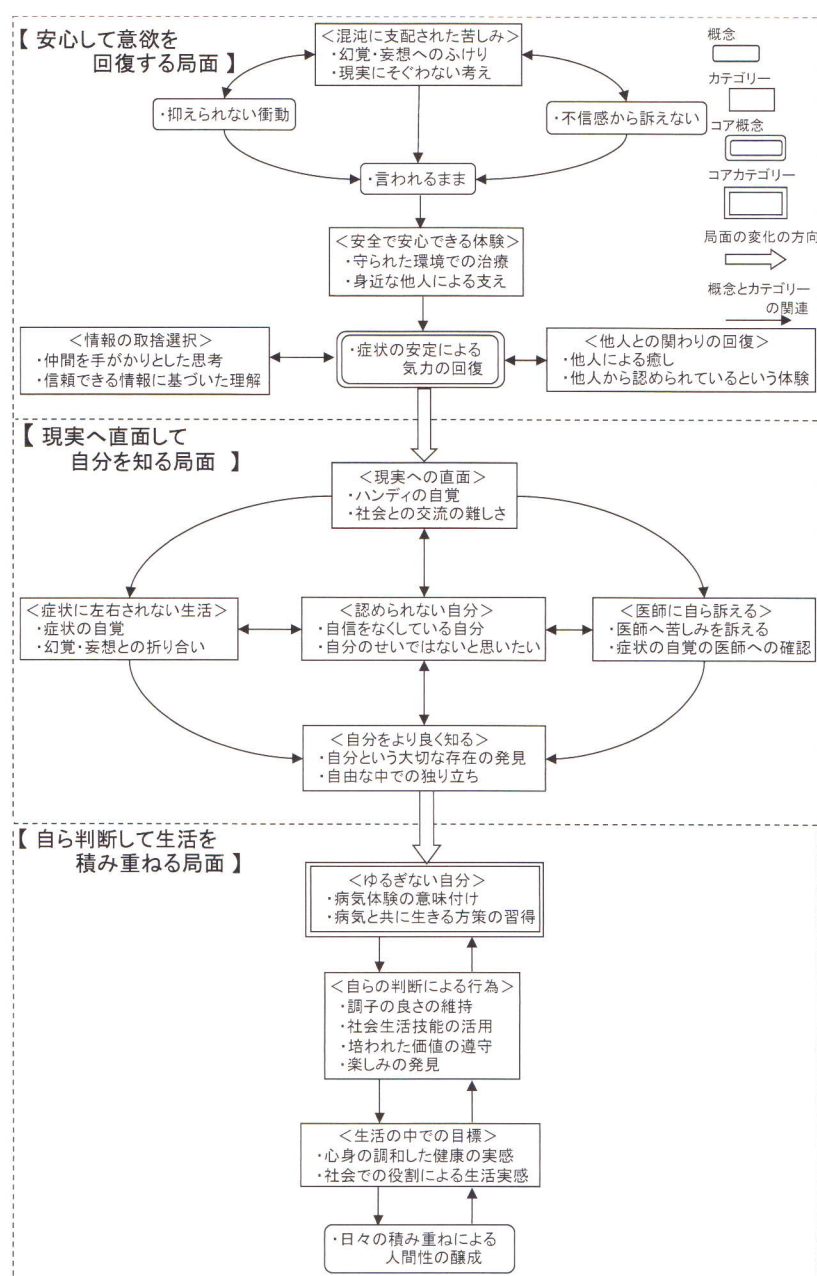 【 安心して意欲を
回復する局面 】
＜混沌に支配された苦しみ＞
・幻覚・妄想へのふけり
・現実にそぐわない考え
・抑えられない衝動
・不信感から訴えない
・言われるまま
＜安全で安心できる体験＞
・守られた環境での治療
・身近な他人による支え
＜情報の取捨選択＞
・仲間を手がかりとした思考
・信頼できる情報に基づいた理解
・症状の安定による
気力の回復
＜他人との関わりの回復＞
・他人による癒し
・他人から認められているという体験
概念
カテゴリー
コア概念
コアカテゴリー
局面の変化の方向
概念とカテゴリー
の関連
【 現実へ直面して
自分を知る局面 】
＜現実への直面＞
・ハンディの自覚
・社会との交流の難しさ
＜症状に左右されない生活＞
・症状の自覚
・幻覚・妄想との折り合い
＜認められない自分＞
・自信をなくしている自分
・自分のせいではないと思いたい
＜医師に自ら訴える＞
・医師へ苦しみを訴える
・症状の自覚の医師への確認
＜自分をより良く知る＞
・自分という大切な存在の発見
・自由な中での独り立ち
【 自ら判断して生活を
積み重ねる局面 】
＜ゆるぎない自分＞
・病気体験の意味付け
・病気と共に生きる方策の習得
＜自らの判断による行為＞
・調子の良さの維持
・社会生活技能の活用
・培われた価値の遵守
・楽しみの発見
＜生活の中での目標＞
・心身の調和した健康の実感
・社会での役割による生活実感
・日々の積み重ねによる
人間性の醸成